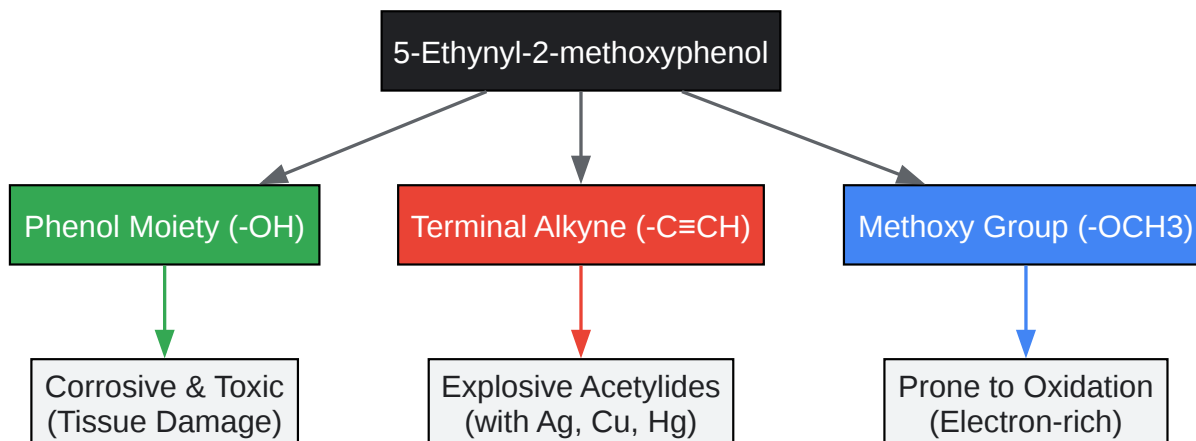 5-Ethynyl-2-methoxyphenol
Phenol Moiety (-OH)
Terminal Alkyne (-C≡CH)
Methoxy Group (-OCH3)
Corrosive & Toxic
(Tissue Damage)
Explosive Acetylides
(with Ag, Cu, Hg)
Prone to Oxidation
(Electron-rich)